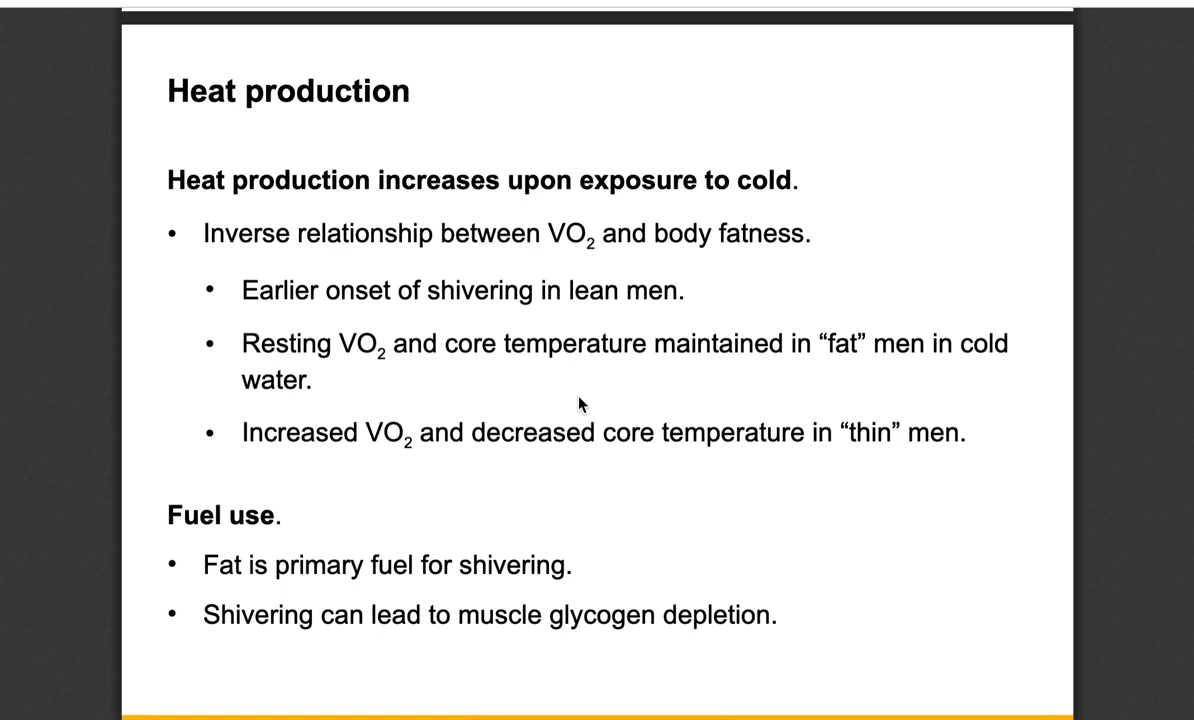 Heat production
Heat production increases upon exposure to cold.
• Inverse relationship between VO₂ and body fatness.
• Earlier onset of shivering in lean men.
• Resting VO₂ and core temperature maintained in “fat” men in cold
water.
• Increased VO₂ and decreased core temperature in “thin” men.
Fuel use.
• Fat is primary fuel for shivering.
• Shivering can lead to muscle glycogen depletion.